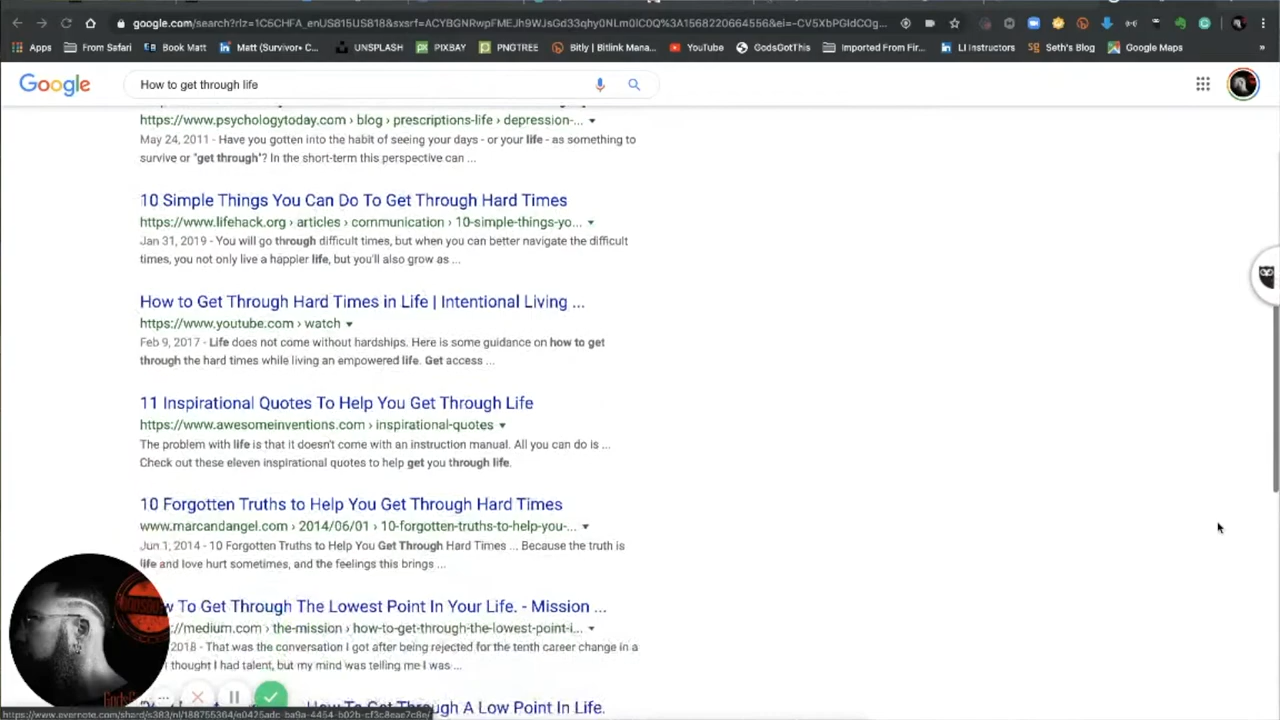 google.com/search?rlz=1C5CHFA_enUS815US818&sxsrf=ACYBGNRwpFMEJh9WJsGd33qhy0NLm0IC0Q%3A1568220664556&ei=-CV5XbPGIdCOg...
Apps From Safari Book Matt Matt (Survivor• C... UNSPLASH PIXBAY PNGTREE Bitly | Bitlink Mana... YouTube GodsGotThis Imported From Fir... LI Instructors Seth's Blog Google Maps »
Google How to get through life
https://www.psychologytoday.com › blog › prescriptions-life › depression-...
May 24, 2011 - Have you gotten into the habit of seeing your days - or your life - as something to
survive or "get through"? In the short-term this perspective can ...
10 Simple Things You Can Do To Get Through Hard Times
https://www.lifehack.org › articles › communication › 10-simple-things-yo...
Jan 31, 2019 - You will go through difficult times, but when you can better navigate the difficult
times, you not only live a happier life, but you'll also grow as ...
How to Get Through Hard Times in Life | Intentional Living ...
https://www.youtube.com › watch
Feb 9, 2017 - Life does not come without hardships. Here is some guidance on how to get
through the hard times while living an empowered life. Get access ...
11 Inspirational Quotes To Help You Get Through Life
https://www.awesomeinventions.com › inspirational-quotes
The problem with life is that it doesn't come with an instruction manual. All you can do is ...
Check out these eleven inspirational quotes to help get you through life.
10 Forgotten Truths to Help You Get Through Hard Times
www.marcandangel.com › 2014/06/01 › 10-forgotten-truths-to-help-you-...
Jun 1, 2014 - 10 Forgotten Truths to Help You Get Through Hard Times ... Because the truth is
life and love hurt sometimes, and the feelings this brings ...
w To Get Through The Lowest Point In Your Life. - Mission ...
://medium.com › the-mission › how-to-get-through-the-lowest-point-i...
2018 - That was the conversation I got after being rejected for the tenth career change in a
thought I had talent, but my mind was telling me I was ...
How To Get Through A Low Point In Life.